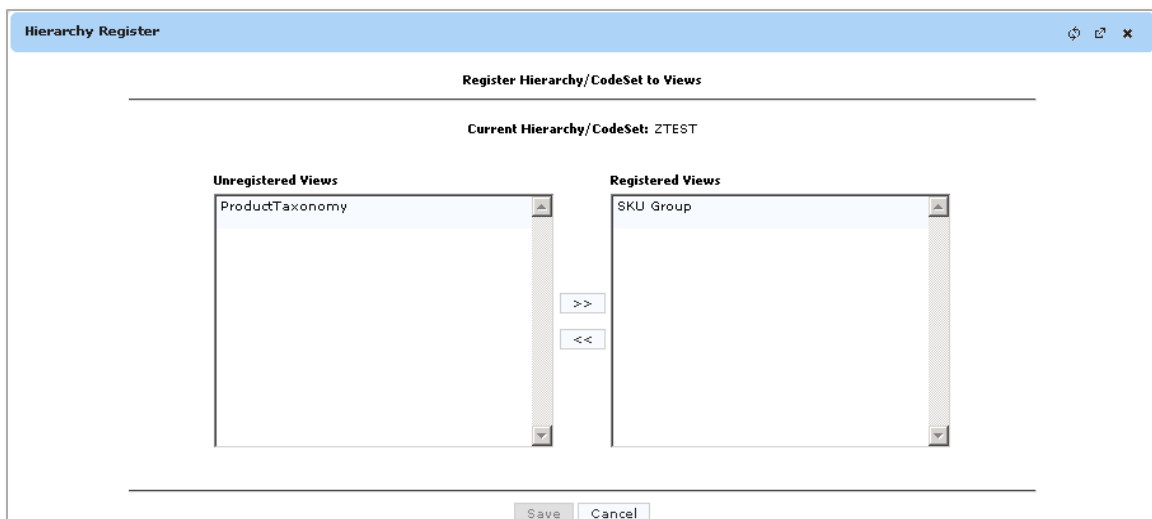 Hierarchy Register
Register Hierarchy/CodeSet to Views
Current Hierarchy/CodeSet: ZTEST
Unregistered Views
Registered Views
ProductTaxonomy
SKU Group
>>
<<
Save
Cancel